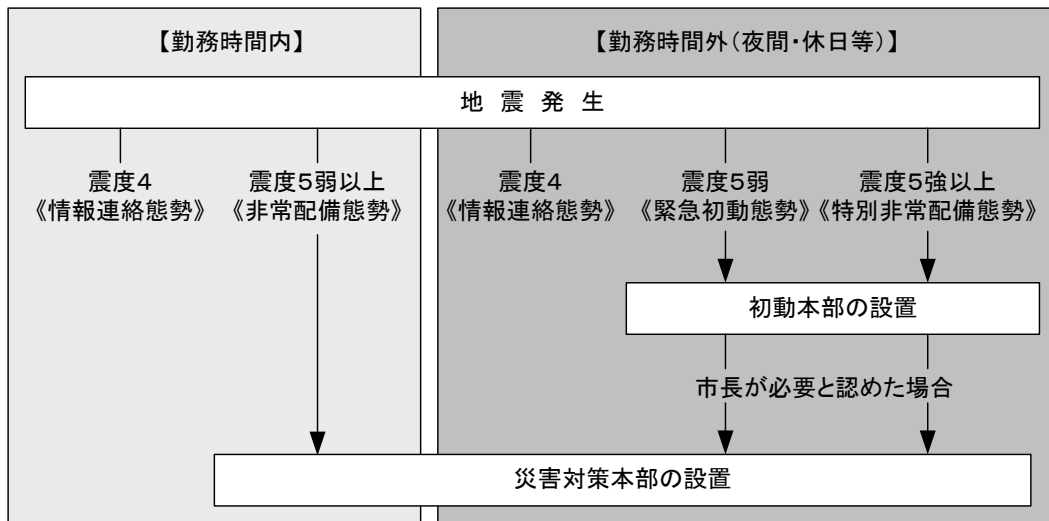 【勤務時間内】
【勤務時間外(夜間・休日等)】
地 震 発 生
震度4
《情報連絡態勢》
震度5弱以上
《非常配備態勢》
震度4
《情報連絡態勢》
震度5弱
《緊急初動態勢》
震度5強以上
《特別非常配備態勢》
初動本部の設置
市長が必要と認めた場合
災害対策本部の設置